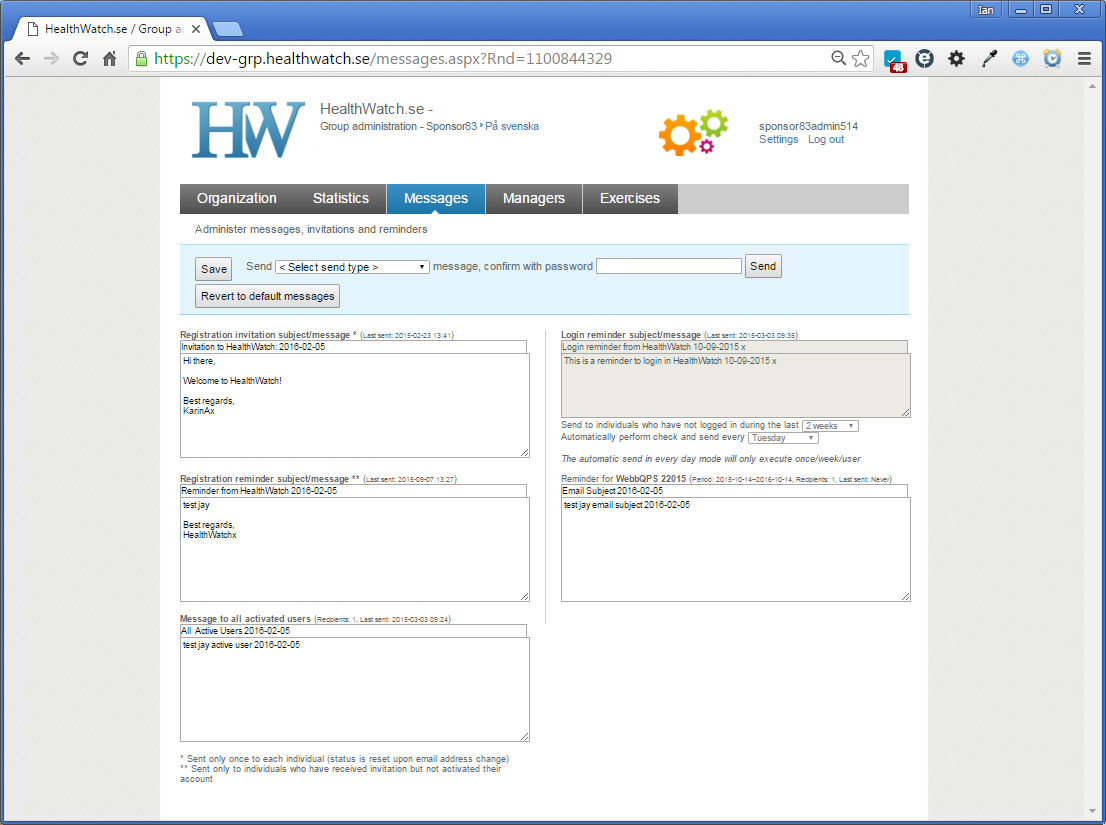 Ian
HealthWatch.se / Group a
https://dev-grp.healthwatch.se/messages.aspx?Rnd=1100844329
48
HW
HealthWatch.se -
Group administration - Sponsor83 På svenska
sponsor83admin514
Settings Log out
Organization Statistics Messages Managers Exercises
Administer messages, invitations and reminders
Save Send < Select send type > message, confirm with password Send
Revert to default messages
Registration invitation subject/message * (Last sent: 2015-02-23 13:41)
Invitation to HealthWatch: 2016-02-05
Hi there,
Welcome to HealthWatch!
Best regards,
KarinAx
Registration reminder subject/message ** (Last sent: 2015-09-07 13:27)
Reminder from HealthWatch 2016-02-05
test jay
Best regards,
HealthWatchx
Message to all activated users (Recipients: 1, Last sent: 2015-03-03 09:24)
All Active Users 2016-02-05
test jay active user 2016-02-05
* Sent only once to each individual (status is reset upon email address change)
** Sent only to individuals who have received invitation but not activated their
account
Login reminder subject/message (Last sent: 2015-03-03 09:35)
Login reminder from HealthWatch 10-09-2015 x
This is a reminder to login in HealthWatch 10-09-2015 x
Send to individuals who have not logged in during the last 2 weeks
Automatically perform check and send every Tuesday
The automatic send in every day mode will only execute once/week/user
Reminder for WebbQPS 22015 (Period: 2015-10-14--2016-10-14, Recipients: 1, Last sent: Never)
Email Subject 2016-02-05
test jay email subject 2016-02-05